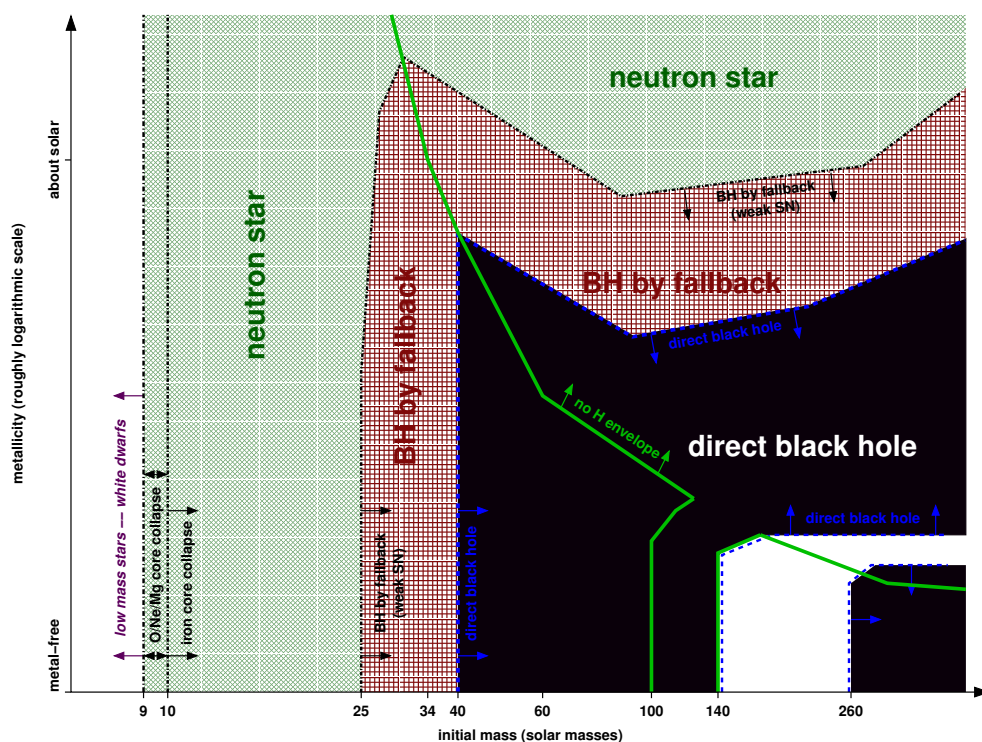 metallicity (roughly logarithmic scale)
about solar
metal−free
neutron star
neutron star
BH by fallback
(weak SN)
BH by fallback
BH by fallback
direct black hole
no H envelope
direct black hole
direct black hole
low mass stars −− white dwarfs
O/Ne/Mg core collapse
iron core collapse
BH by fallback
(weak SN)
direct black hole
9 10 25 34 40 60 100 140 260
initial mass (solar masses)